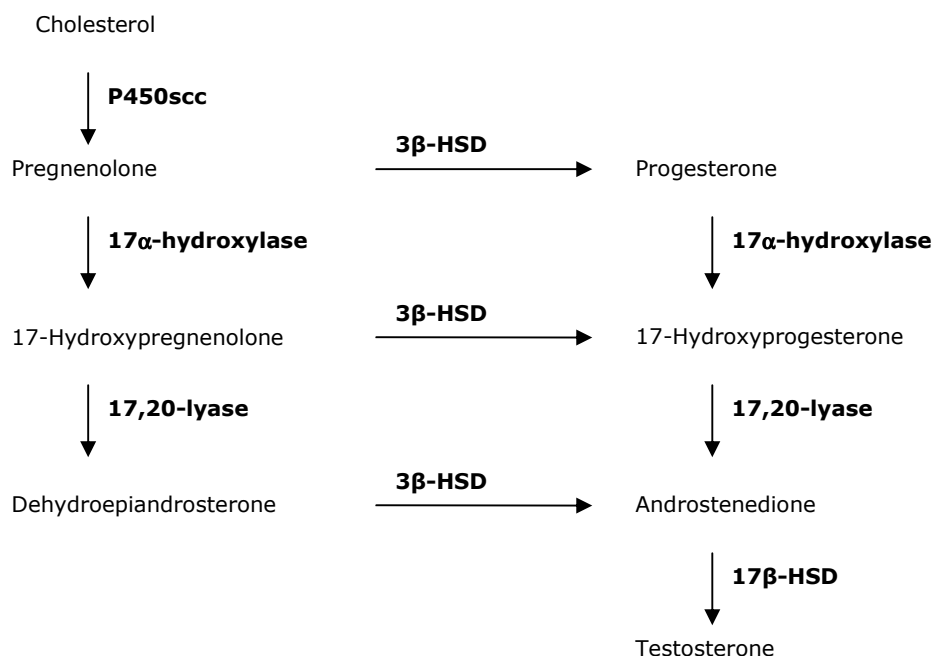 Cholesterol
P450scc
3β-HSD
Pregnenolone
Progesterone
17α-hydroxylase
17α-hydroxylase
3β-HSD
17-Hydroxypregnenolone
17-Hydroxyprogesterone
17,20-lyase
17,20-lyase
3β-HSD
Dehydroepiandrosterone
Androstenedione
17β-HSD
Testosterone